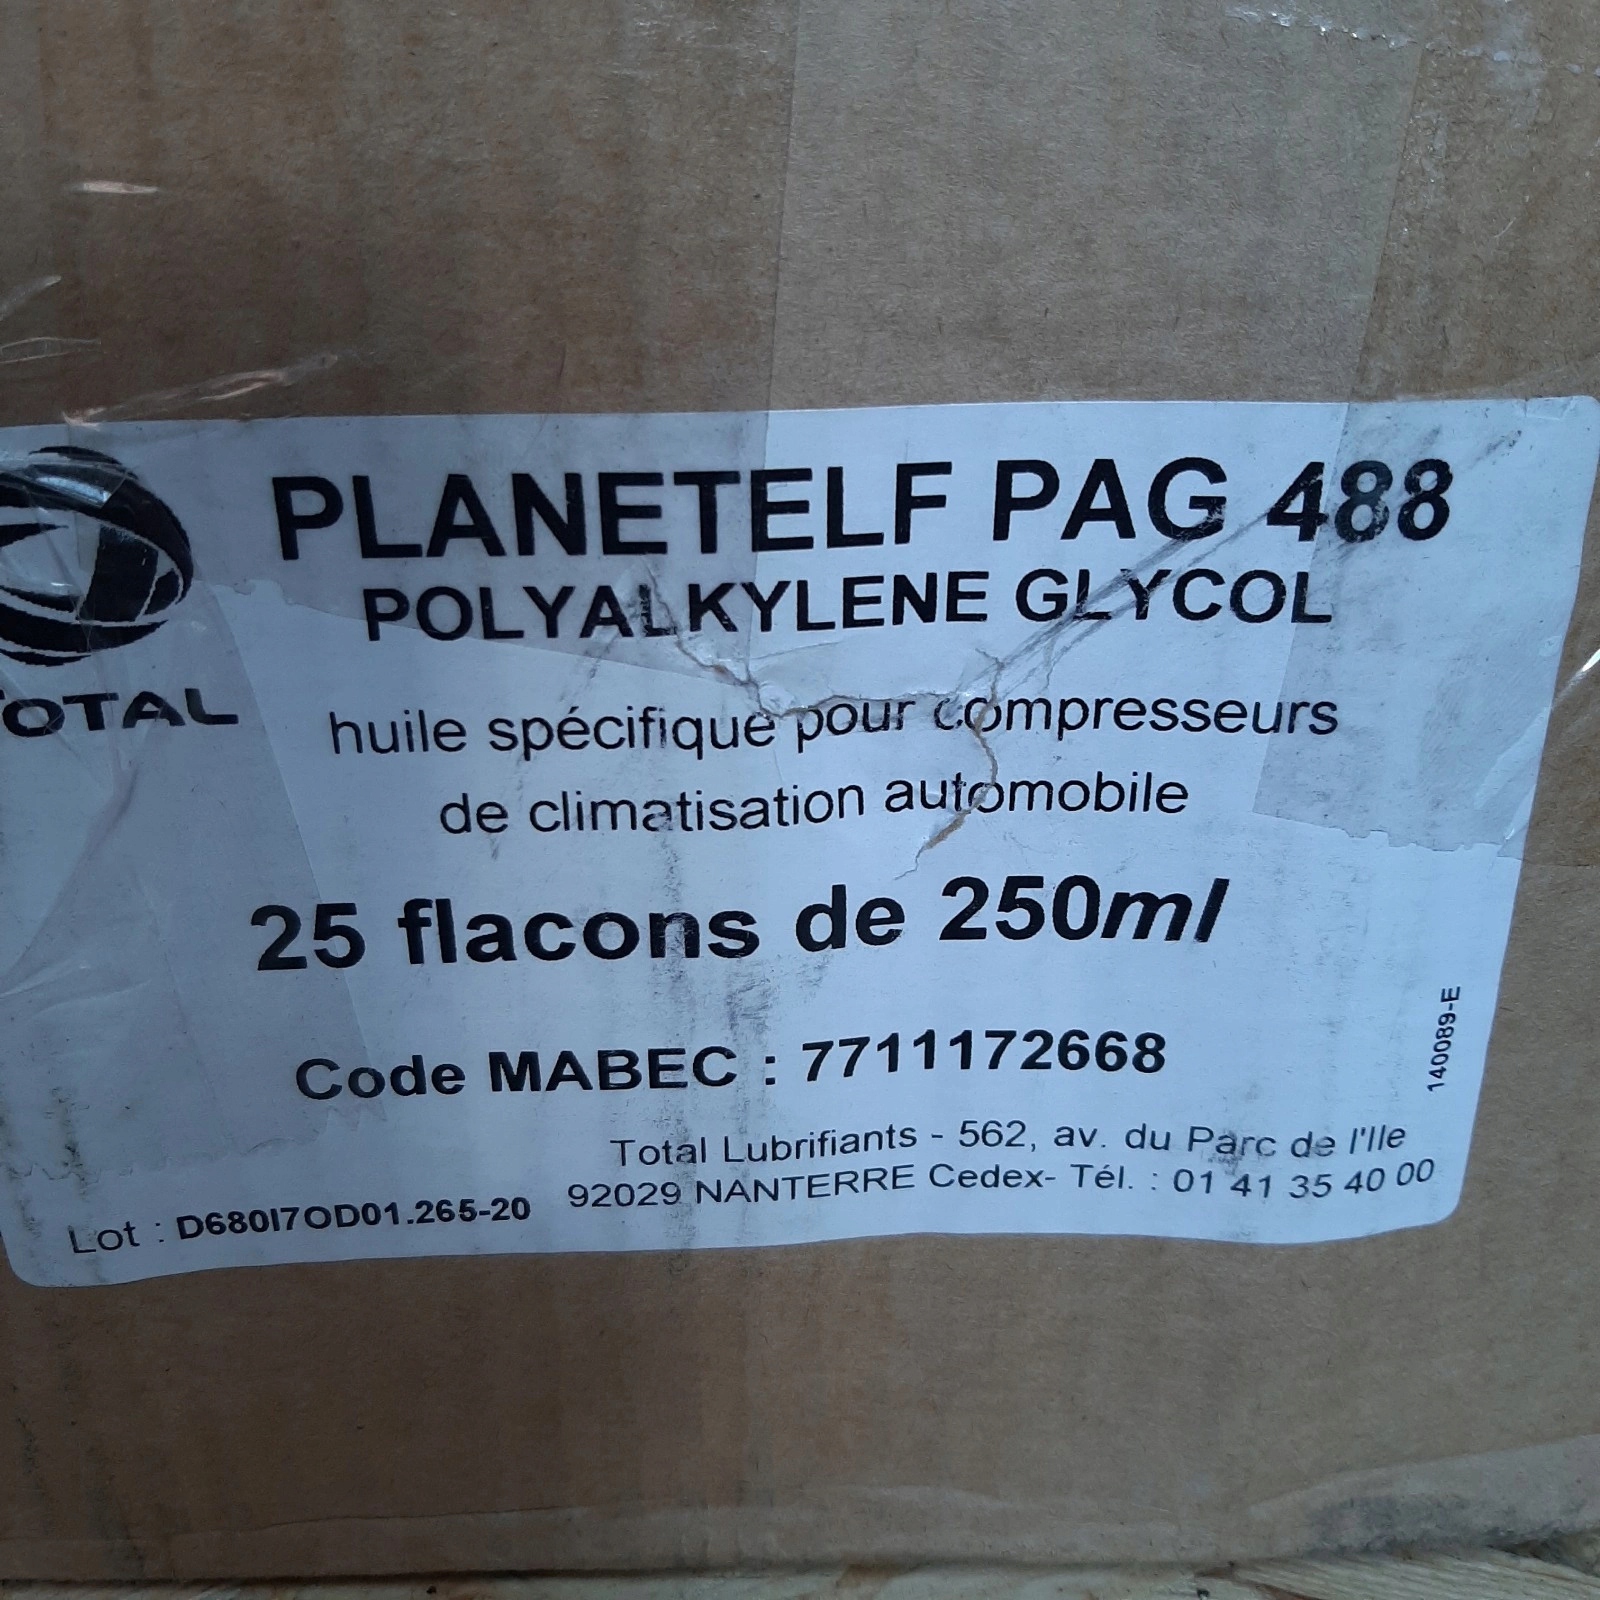 PLANETELF PAG 488
POLYALKYLENE GLYCOL
TOTAL
huile spécifique pour compresseurs
de climatisation automobile
25 flacons de 250ml
Code MABEC : 7711172668
140089-E
Total Lubrifiants - 562, av. du Parc de l'Ile
92029 NANTERRE Cedex- Tél. : 01 41 35 40 00
Lot : D680I7OD01.265-20